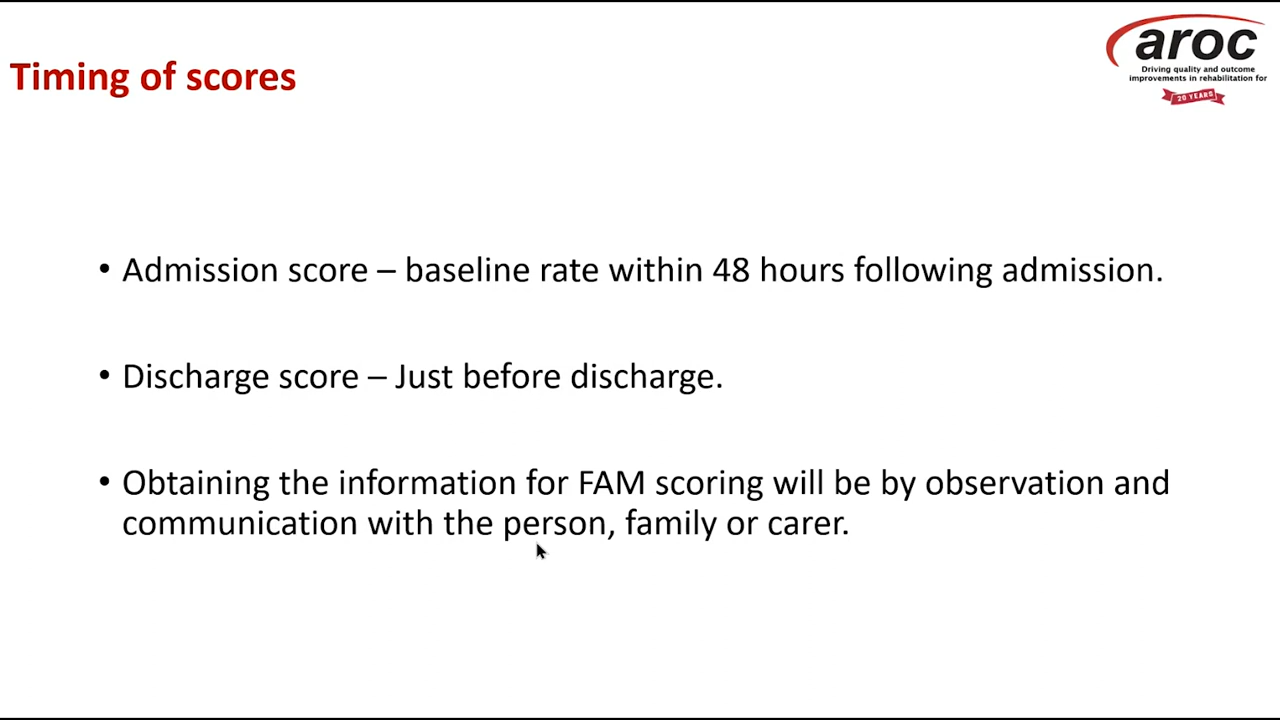 Timing of scores
aroc
Driving quality and outcome
improvements in rehabilitation for
20 YEARS
• Admission score – baseline rate within 48 hours following admission.
• Discharge score – Just before discharge.
• Obtaining the information for FAM scoring will be by observation and
communication with the person, family or carer.